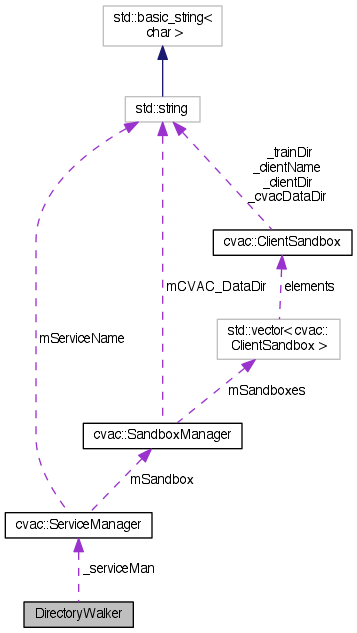 std::basic_string<
char >
std::string
_trainDir
_clientName
_clientDir
_cvacDataDir
cvac::ClientSandbox
mCVAC_DataDir
elements
std::vector< cvac::
ClientSandbox >
mServiceName
mSandboxes
cvac::SandboxManager
mSandbox
cvac::ServiceManager
_serviceMan
DirectoryWalker